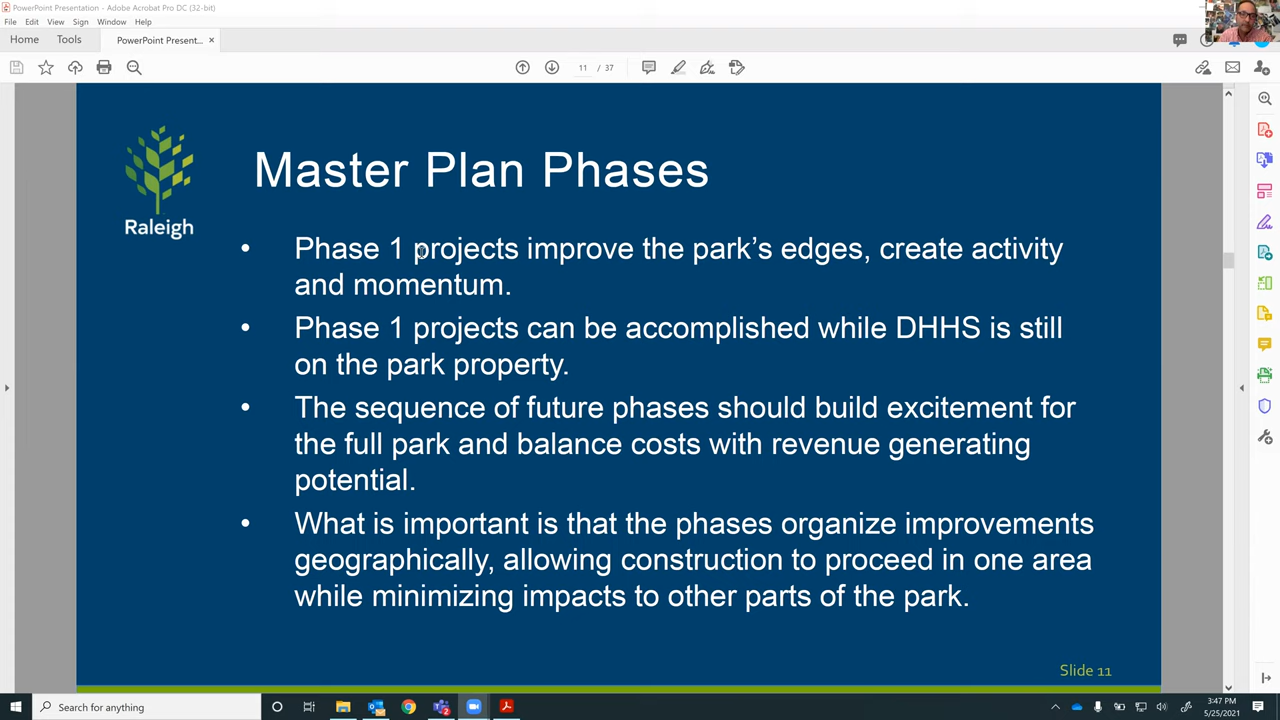 PowerPoint Presentation - Adobe Acrobat Pro DC (32-bit)
File Edit View Sign Window Help
Home Tools PowerPoint Present... ×
11 / 37
Raleigh
Master Plan Phases
• Phase 1 projects improve the park’s edges, create activity
and momentum.
• Phase 1 projects can be accomplished while DHHS is still
on the park property.
• The sequence of future phases should build excitement for
the full park and balance costs with revenue generating
potential.
• What is important is that the phases organize improvements
geographically, allowing construction to proceed in one area
while minimizing impacts to other parts of the park.
Slide 11
Search for anything
3:47 PM
5/25/2021